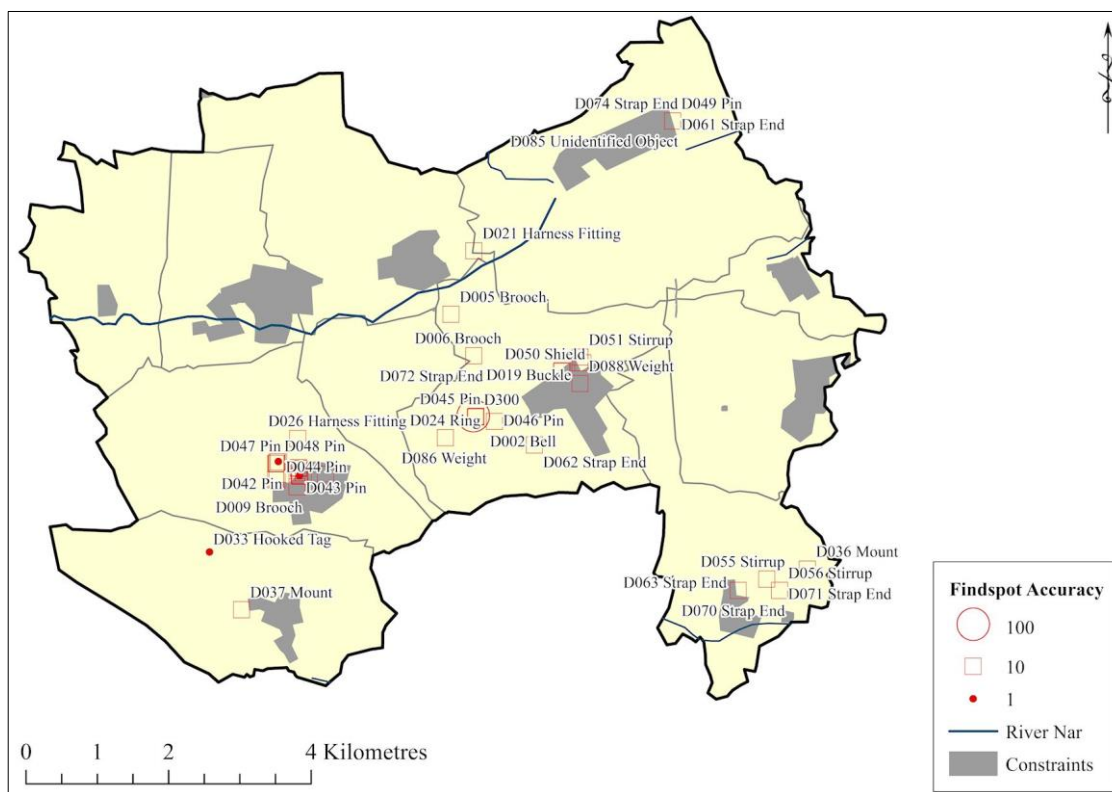 D074 Strap End D049 Pin
D061 Strap End
D085 Unidentified Object
D021 Harness Fitting
D005 Brooch
D006 Brooch
D051 Stirrup
D050 Shield
D088 Weight
D072 Strap End D019 Buckle
D045 Pin D300
D026 Harness Fitting D024 Ring
D046 Pin
D047 Pin D048 Pin
D002 Bell
D086 Weight
D062 Strap End
D044 Pin
D042 Pin
D043 Pin
D009 Brooch
D033 Hooked Tag
D037 Mount
D036 Mount
D055 Stirrup
D056 Stirrup
D063 Strap End
D071 Strap End
D070 Strap End
Findspot Accuracy
100
10
1
River Nar
Constraints
0 1 2 4 Kilometres